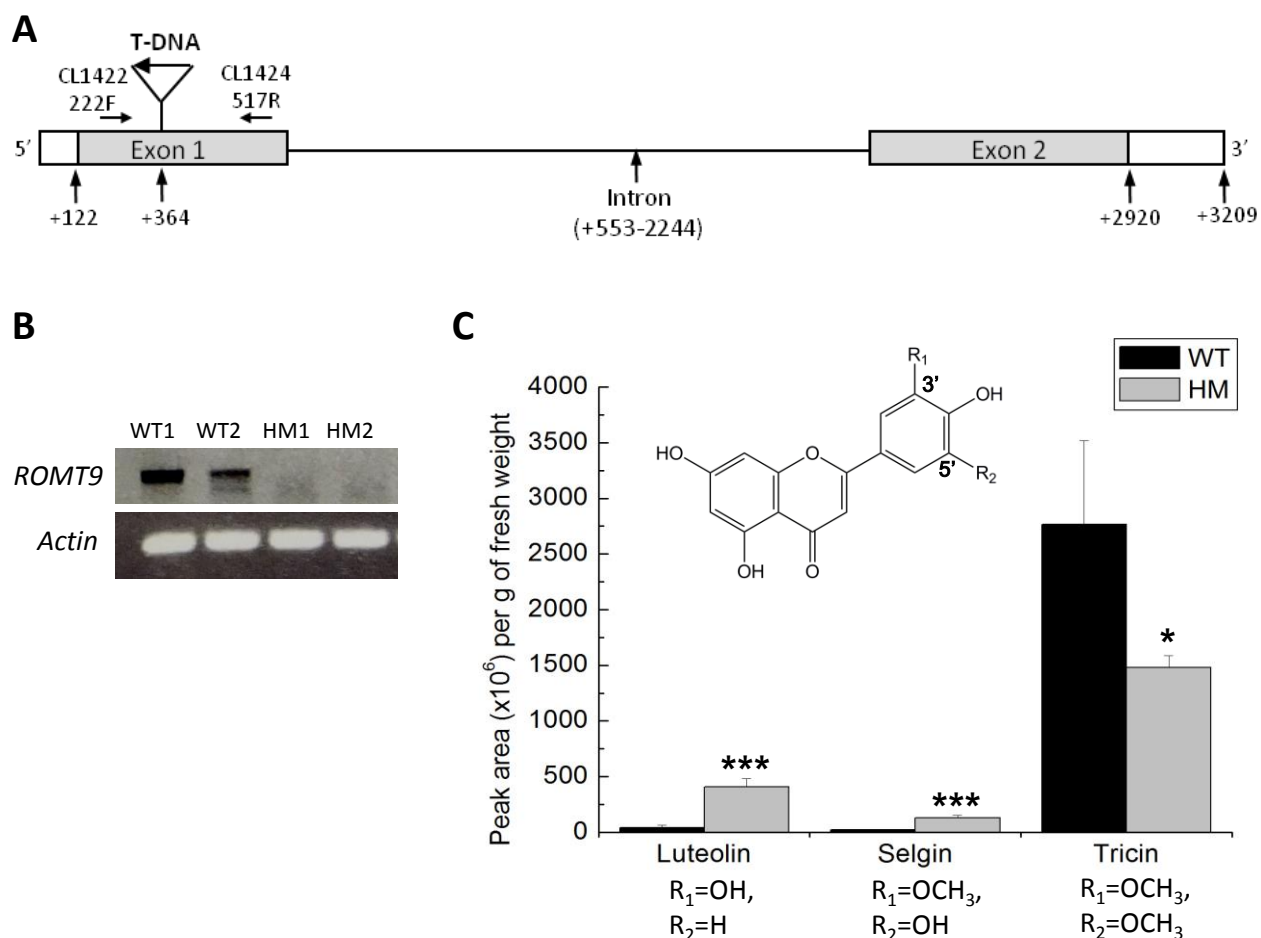 A
T-DNA
CL1422
222F
CL1424
517R
5′
Exon 1
Exon 2
3′
+122
+364
Intron
(+553-2244)
+2920
+3209
B
WT1 WT2 HM1 HM2
ROMT9
Actin
C
WT
HM
Peak area (x10⁶) per g of fresh weight
4000
3500
3000
2500
2000
1500
1000
500
0
R₁
3′
OH
HO
O
5′
R₂
OH
O
***
***
*
Luteolin
R₁=OH,
R₂=H
Selgin
R₁=OCH₃,
R₂=OH
Tricin
R₁=OCH₃,
R₂=OCH₃